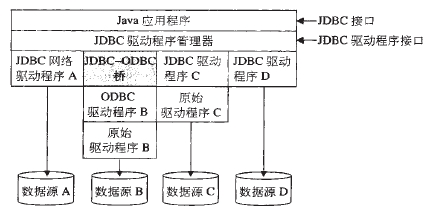 Java 应用程序
JDBC 接口
JDBC 驱动程序管理器
JDBC 驱动程序接口
JDBC 网络
驱动程序 A
JDBC–ODBC
桥
JDBC 驱动
程序 C
JDBC 驱动
程序 D
ODBC
驱动程序 B
原始
驱动程序 C
原始
驱动程序 B
数据源 A
数据源 B
数据源 C
数据源 D